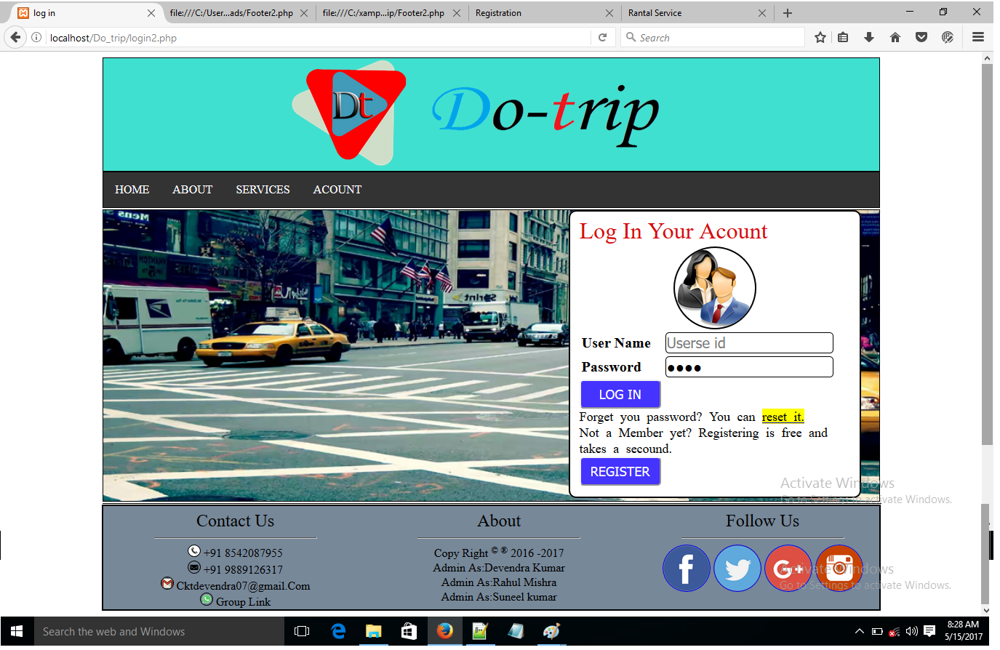 log in
file:///C:/User...ads/Footer2.php
file:///C:/xamp...ip/Footer2.php
Registration
Rantal Service
localhost/Do_trip/login2.php
Search
Dt
Do-trip
HOME ABOUT SERVICES ACOUNT
Log In Your Acount
User Name Userse id
Password ●●●●
LOG IN
Forget you password? You can reset it.
Not a Member yet? Registering is free and
takes a secound.
REGISTER
Activate Windows
Go to Settings to activate Windows.
Contact Us
+91 8542087955
+91 9889126317
Cktdevendra07@gmail.Com
Group Link
About
Copy Right © ® 2016 -2017
Admin As:Devendra Kumar
Admin As:Rahul Mishra
Admin As:Suneel kumar
Follow Us
f
G+
Activate Windows
Go to Settings to activate Windows.
Search the web and Windows
8:28 AM
5/15/2017